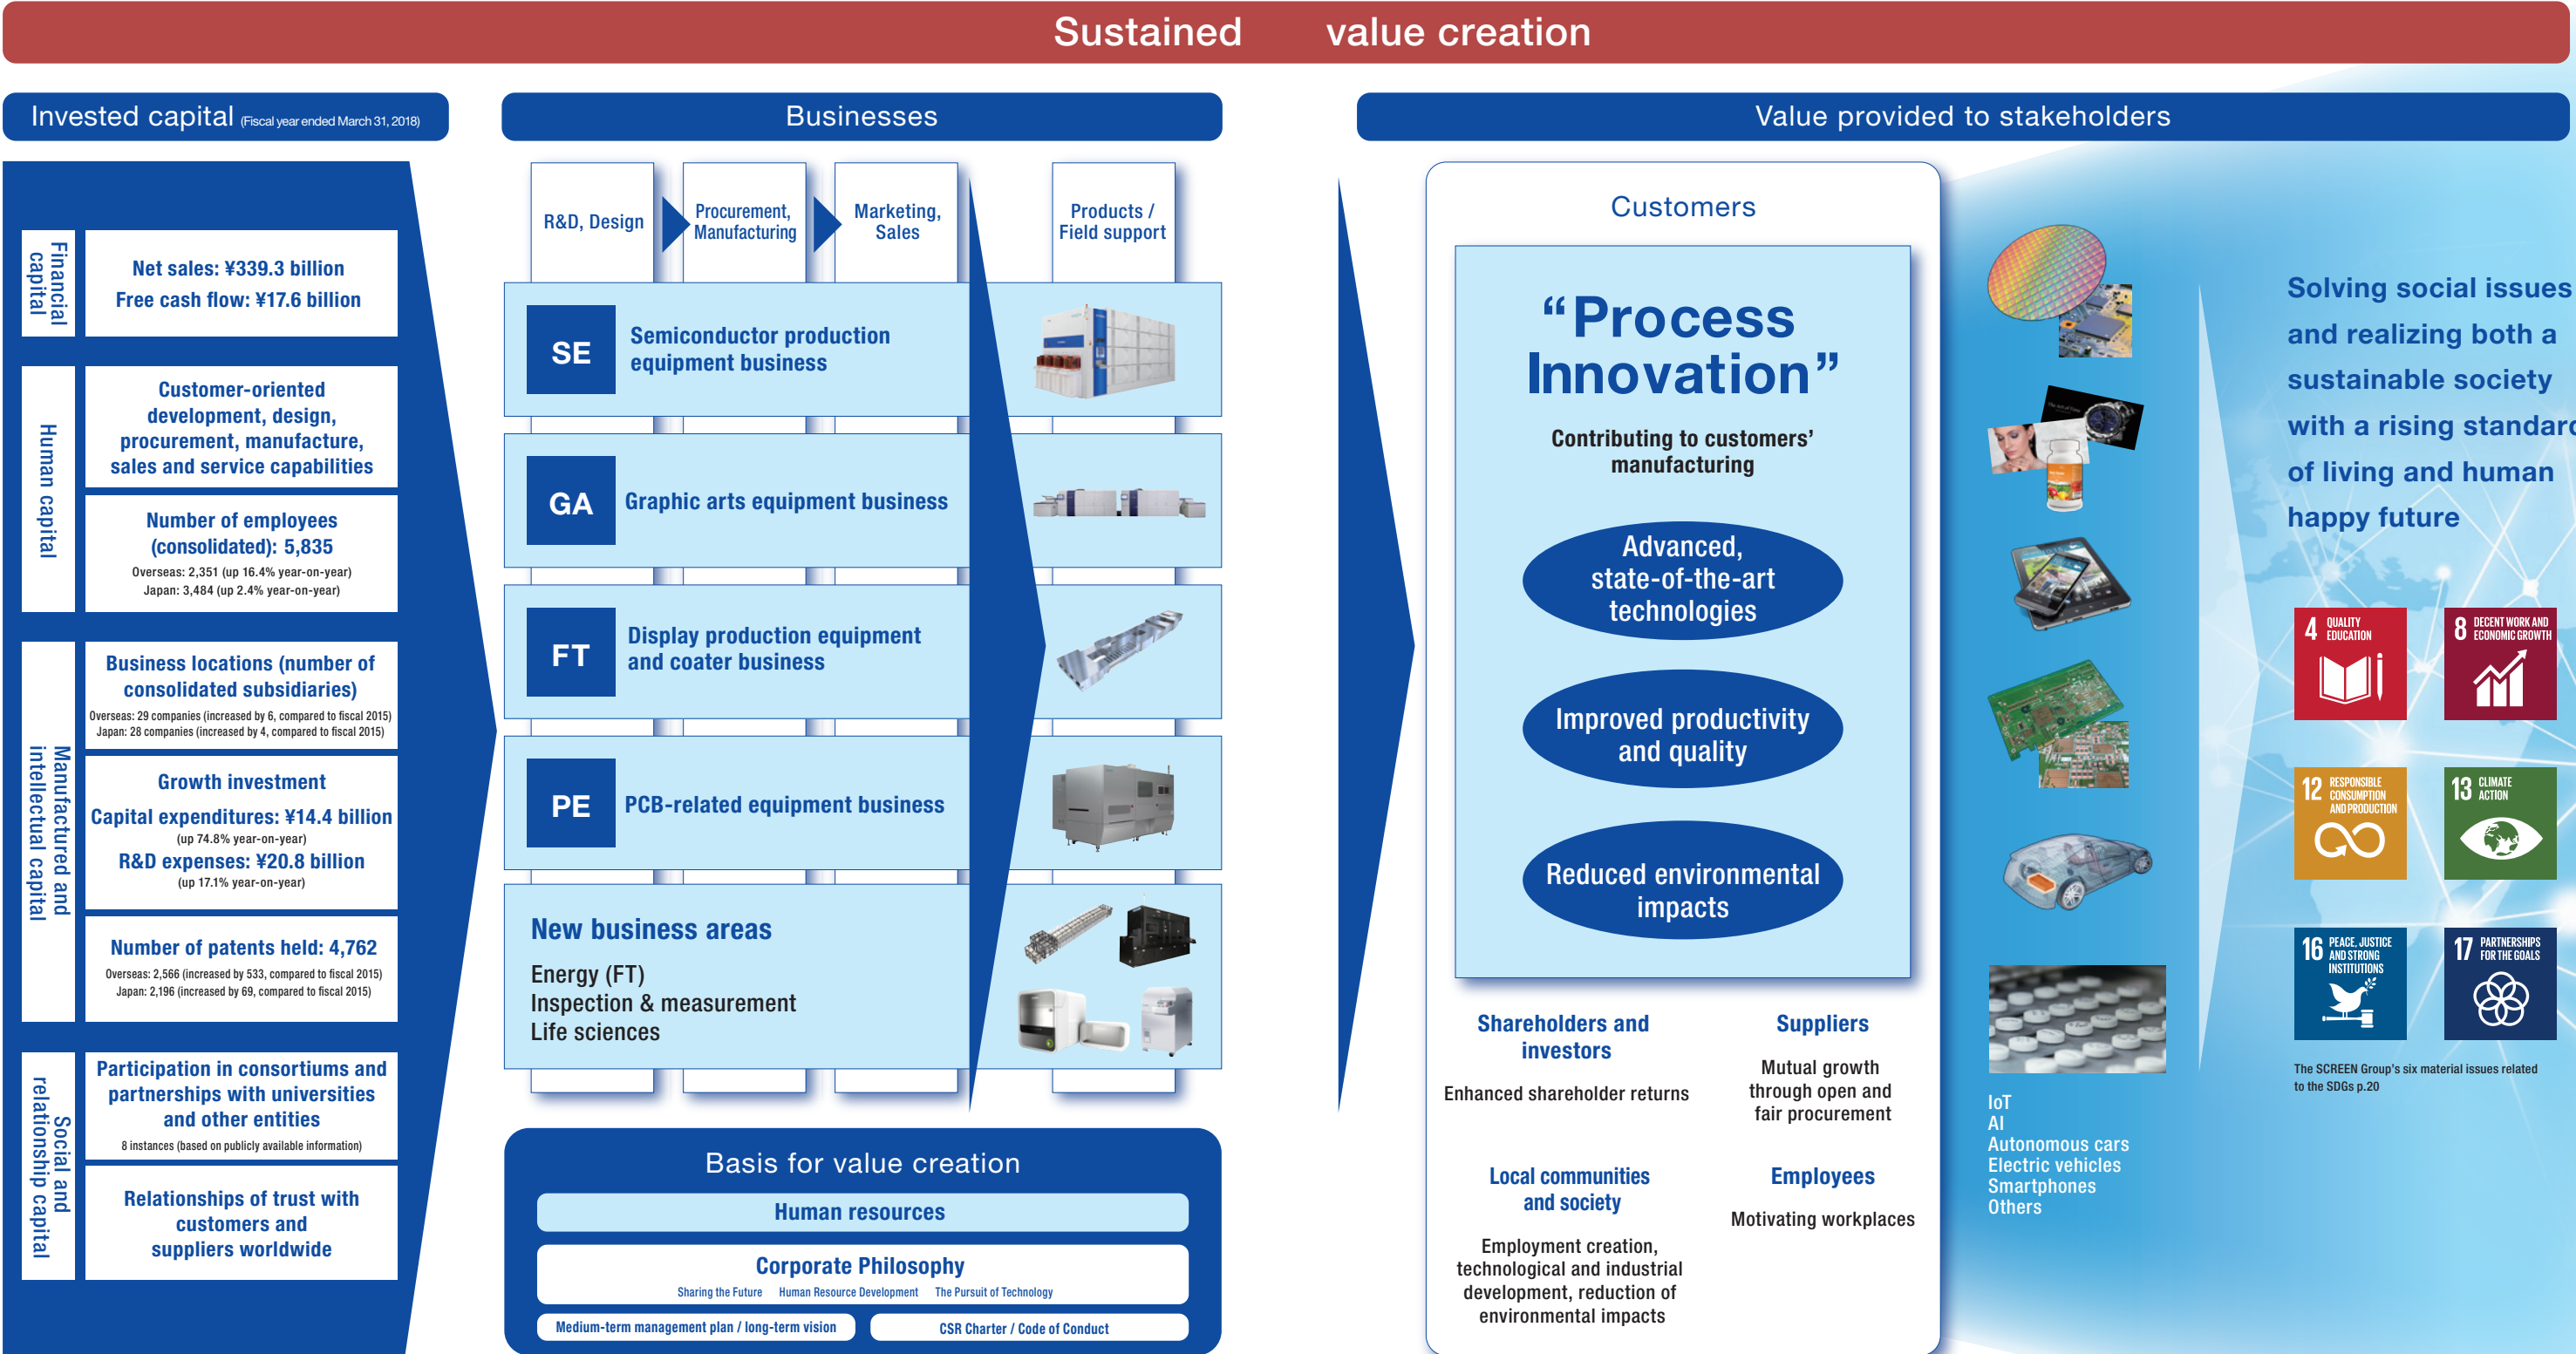 Sustained value creation
Invested capital (Fiscal year ended March 31, 2018)
Financial
capital
Net sales: ¥339.3 billion
Free cash flow: ¥17.6 billion
Human capital
Customer-oriented
development, design,
procurement, manufacture,
sales and service capabilities
Number of employees
(consolidated): 5,835
Overseas: 2,351 (up 16.4% year-on-year)
Japan: 3,484 (up 2.4% year-on-year)
Manufactured and
intellectual capital
Business locations (number of
consolidated subsidiaries)
Overseas: 29 companies (increased by 6, compared to fiscal 2015)
Japan: 28 companies (increased by 4, compared to fiscal 2015)
Growth investment
Capital expenditures: ¥14.4 billion
(up 74.8% year-on-year)
R&D expenses: ¥20.8 billion
(up 17.1% year-on-year)
Number of patents held: 4,762
Overseas: 2,566 (increased by 533, compared to fiscal 2015)
Japan: 2,196 (increased by 69, compared to fiscal 2015)
Social and
relationship capital
Participation in consortiums and
partnerships with universities
and other entities
8 instances (based on publicly available information)
Relationships of trust with
customers and
suppliers worldwide
Businesses
R&D, Design
Procurement,
Manufacturing
Marketing,
Sales
Products /
Field support
SE
Semiconductor production
equipment business
GA
Graphic arts equipment business
FT
Display production equipment
and coater business
PE
PCB-related equipment business
New business areas
Energy (FT)
Inspection & measurement
Life sciences
Basis for value creation
Human resources
Corporate Philosophy
Sharing the Future Human Resource Development The Pursuit of Technology
Medium-term management plan / long-term vision
CSR Charter / Code of Conduct
Value provided to stakeholders
Customers
“Process
Innovation”
Contributing to customers’
manufacturing
Advanced,
state-of-the-art
technologies
Improved productivity
and quality
Reduced environmental
impacts
Shareholders and
investors
Enhanced shareholder returns
Suppliers
Mutual growth
through open and
fair procurement
Local communities
and society
Employment creation,
technological and industrial
development, reduction of
environmental impacts
Employees
Motivating workplaces
IoT
AI
Autonomous cars
Electric vehicles
Smartphones
Others
Solving social issues
and realizing both a
sustainable society
with a rising standard
of living and human
happy future
4 QUALITY
EDUCATION
8 DECENT WORK AND
ECONOMIC GROWTH
12 RESPONSIBLE
CONSUMPTION
AND PRODUCTION
13 CLIMATE
ACTION
16 PEACE, JUSTICE
AND STRONG
INSTITUTIONS
17 PARTNERSHIPS
FOR THE GOALS
The SCREEN Group’s six material issues related
to the SDGs p.20